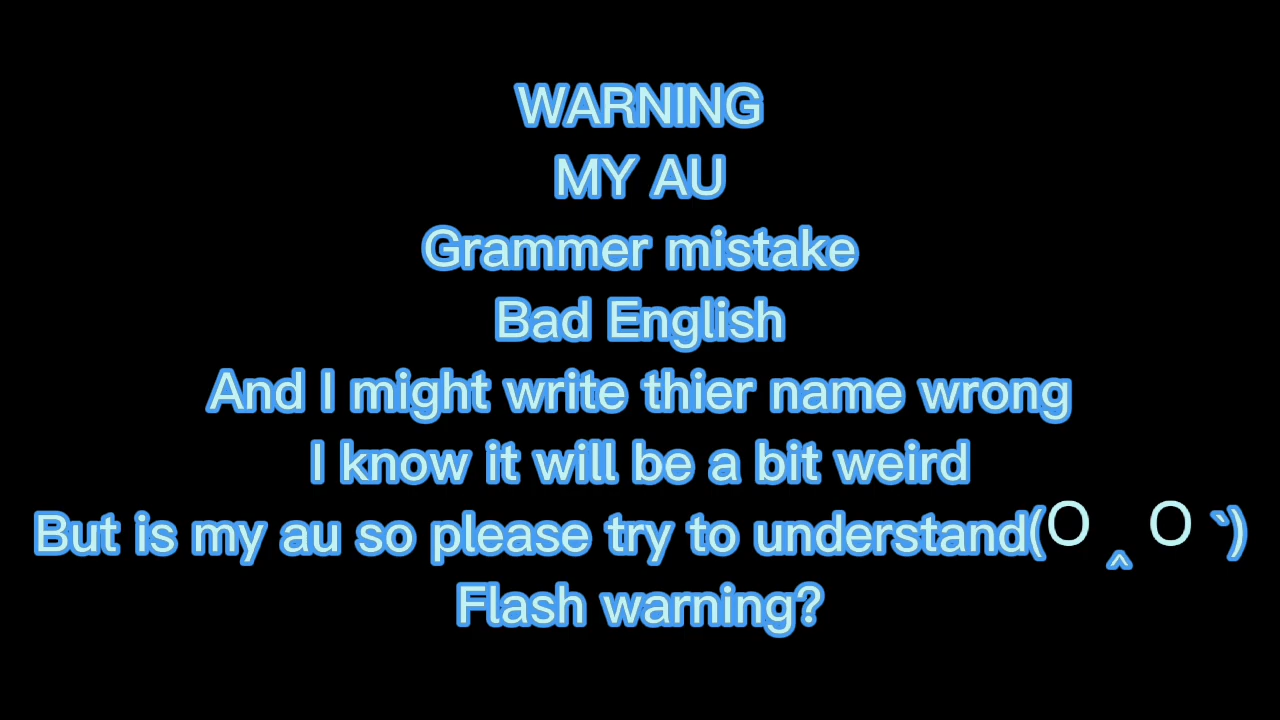 WARNING
MY AU
Grammer mistake
Bad English
And I might write thier name wrong
I know it will be a bit weird
But is my au so please try to understand(O ‸ O `)
Flash warning?